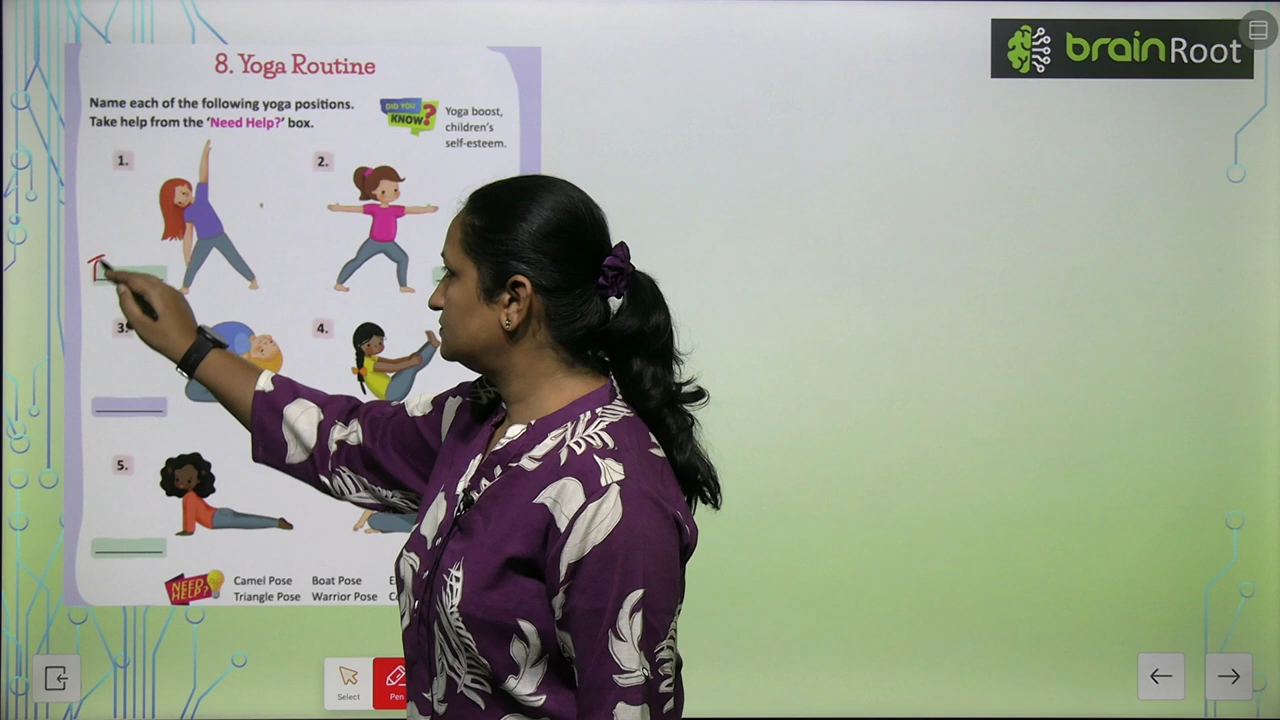 brainRoot
8. Yoga Routine
Name each of the following yoga positions.
Take help from the 'Need Help?' box.
DID YOU
KNOW?
Yoga boost,
children's
self-esteem.
1.
2.
3.
4.
5.
NEED
HELP?
Camel Pose Boat Pose
Triangle Pose Warrior Pose
Select
Pen